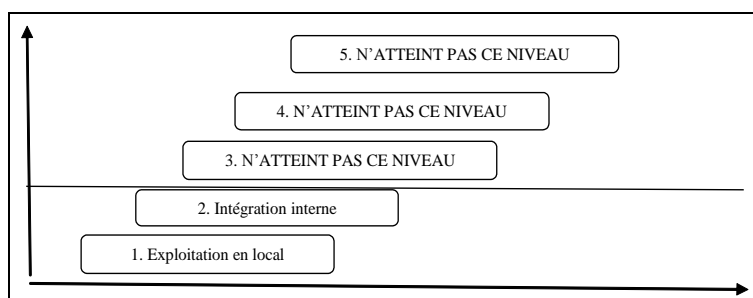 5. N’ATTEINT PAS CE NIVEAU
4. N’ATTEINT PAS CE NIVEAU
3. N’ATTEINT PAS CE NIVEAU
2. Intégration interne
1. Exploitation en local